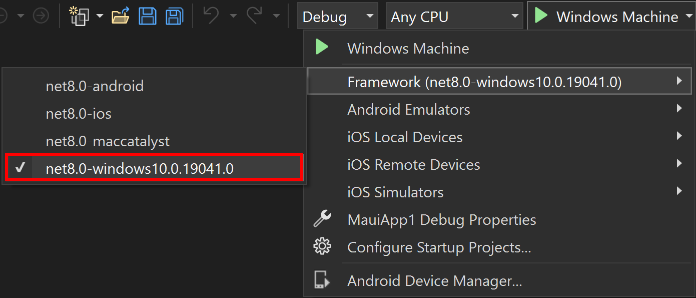 Debug
Any CPU
Windows Machine
Windows Machine
Framework (net8.0-windows10.0.19041.0)
net8.0-android
net8.0-ios
net8.0 maccatalyst
net8.0-windows10.0.19041.0
Android Emulators
iOS Local Devices
iOS Remote Devices
iOS Simulators
MauiApp1 Debug Properties
Configure Startup Projects...
Android Device Manager...